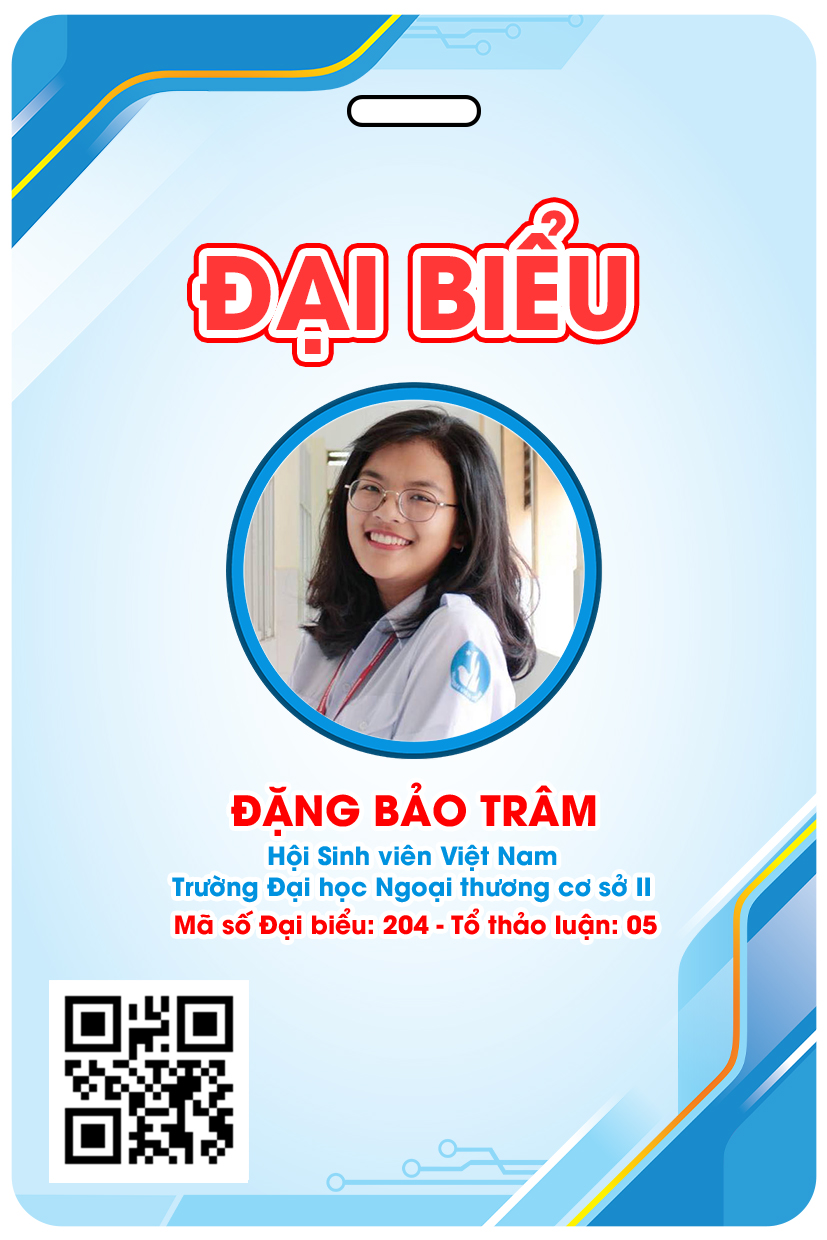 ĐẠI BIỂU
ĐẶNG BẢO TRÂM
Hội Sinh viên Việt Nam
Trường Đại học Ngoại thương cơ sở II
Mã số Đại biểu: 204 - Tổ thảo luận: 05